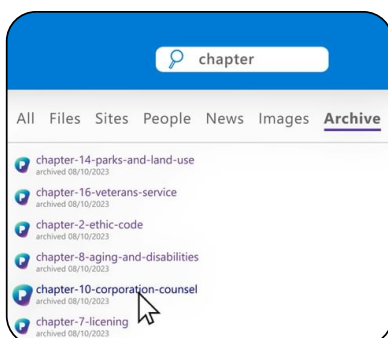 chapter
All Files Sites People News Images Archive
chapter-14-parks-and-land-use
archived 08/10/2023
chapter-16-veterans-service
archived 08/10/2023
chapter-2-ethic-code
archived 08/10/2023
chapter-8-aging-and-disabilities
archived 08/10/2023
chapter-10-corporation-counsel
archived 08/10/2023
chapter-7-licening
archived 08/10/2023